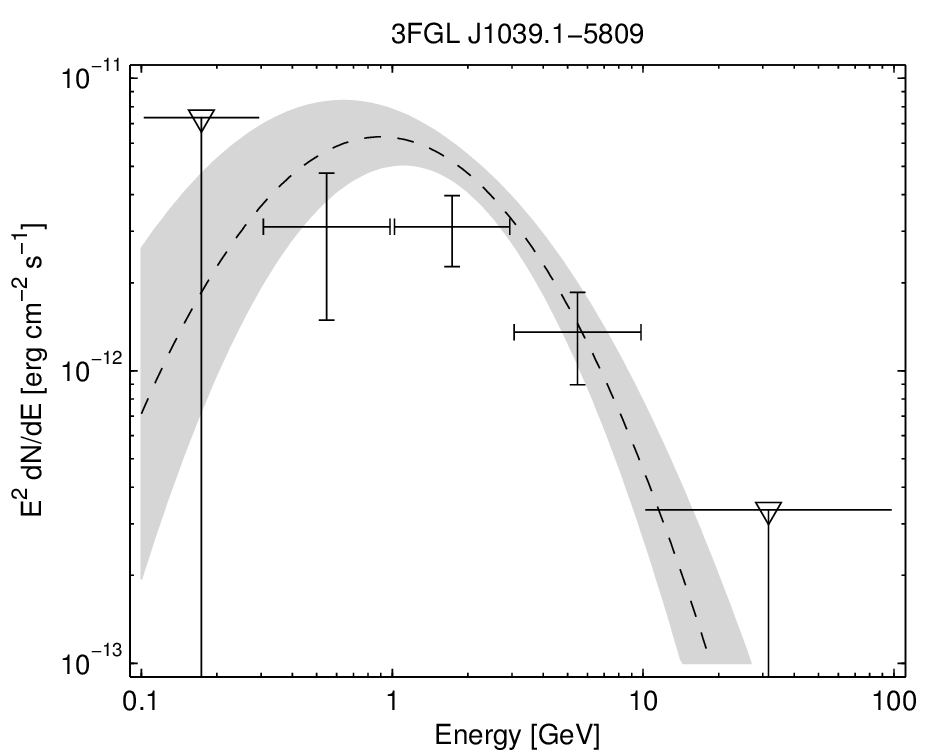 3FGL J1039.1−5809
10⁻¹¹
10⁻¹²
10⁻¹³
E² dN/dE [erg cm⁻² s⁻¹]
0.1 1 10 100
Energy [GeV]